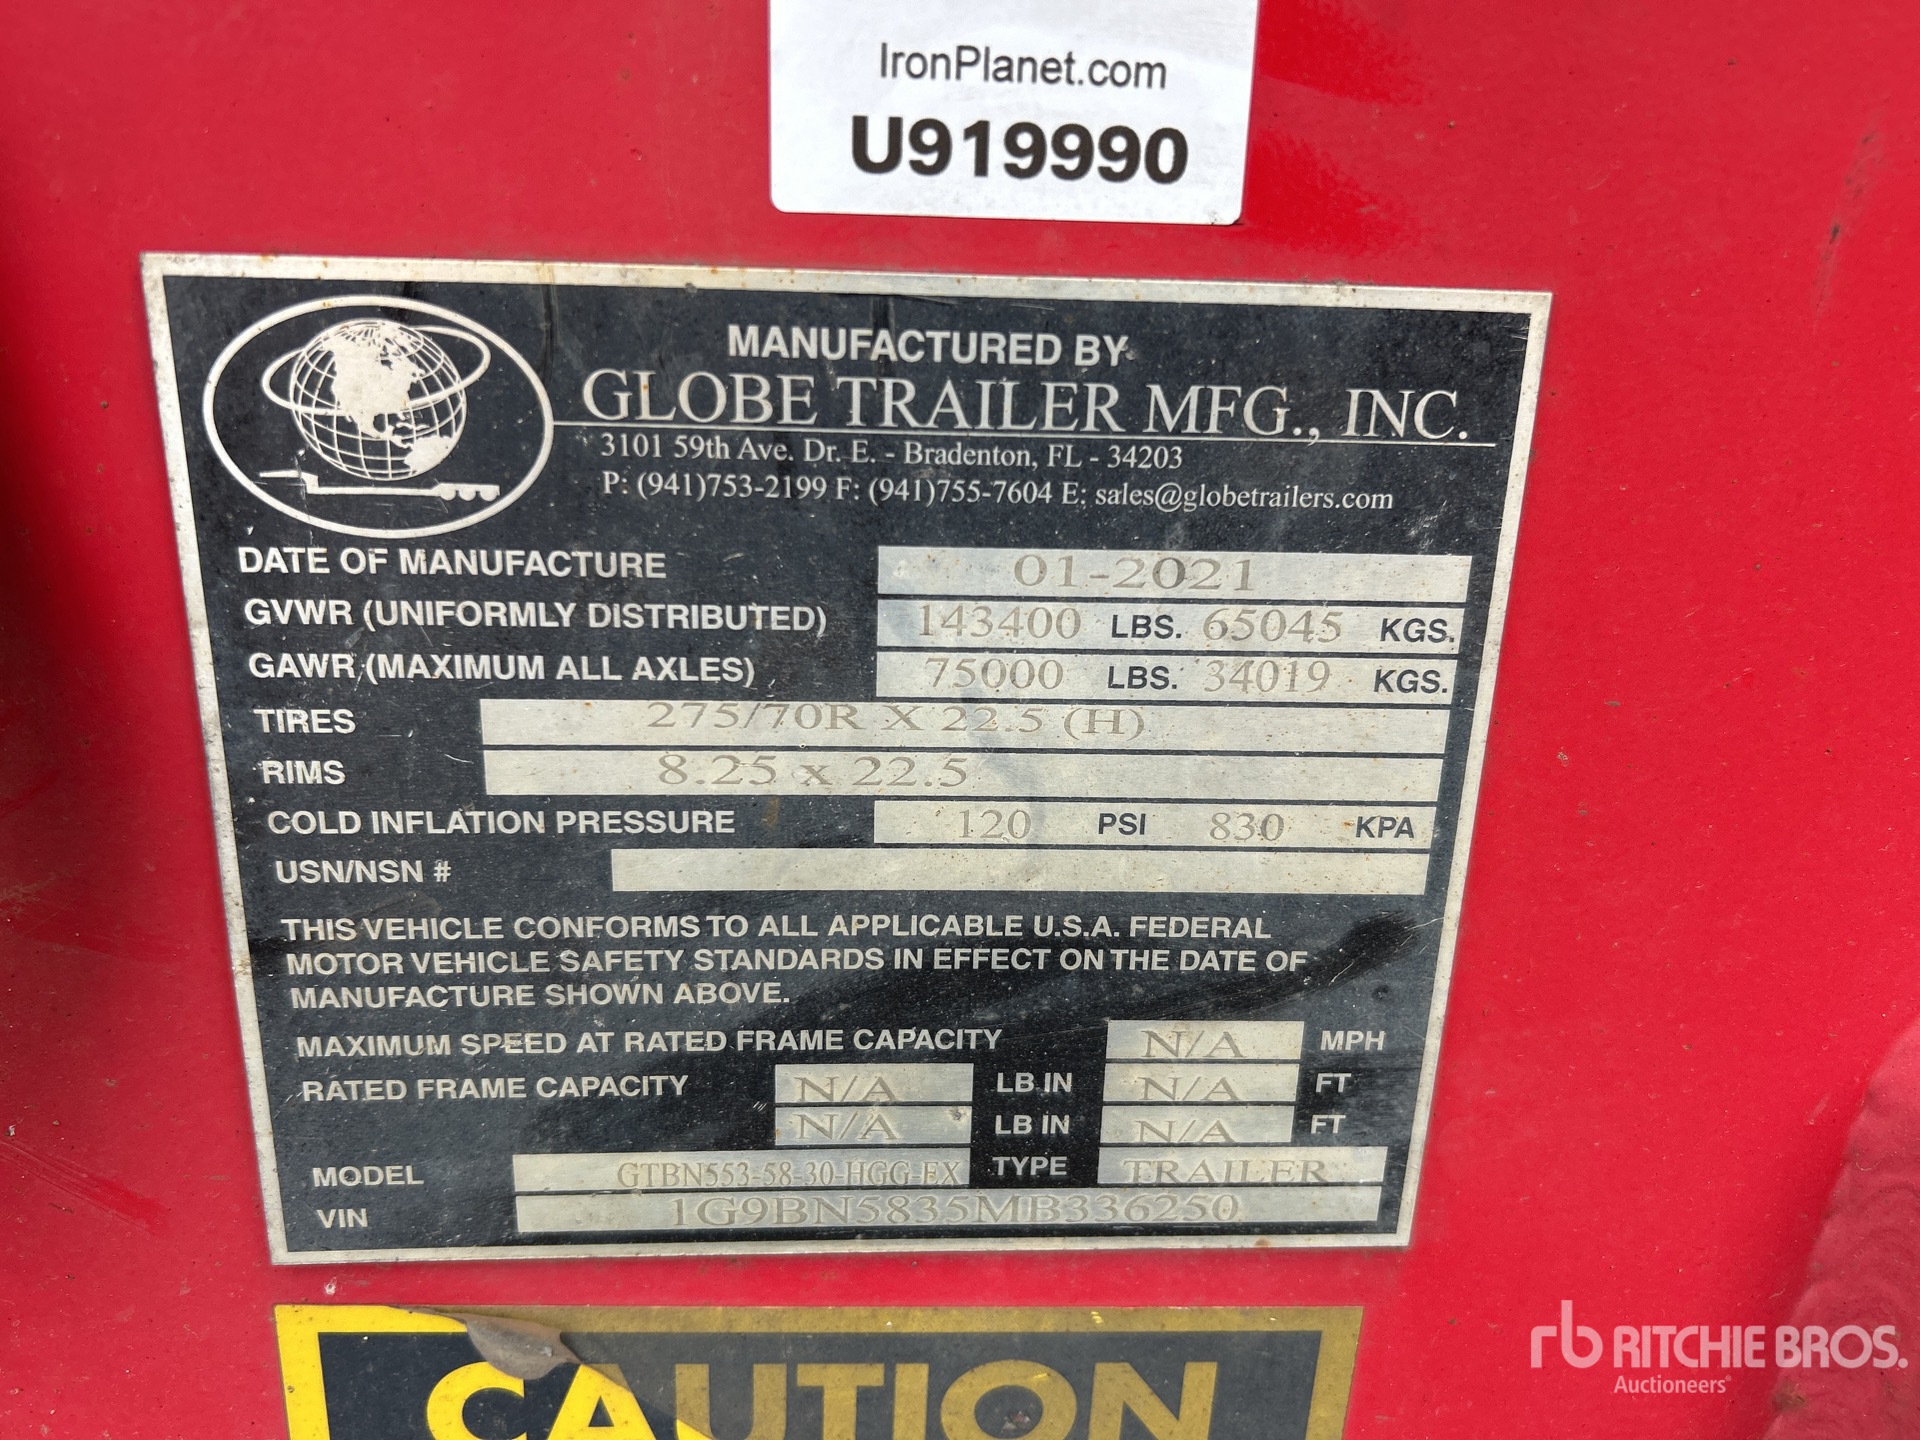 IronPlanet.com
U919990
MANUFACTURED BY
GLOBE TRAILER MFG., INC.
3101 59th Ave. Dr. E. - Bradenton, FL - 34203
P: (941)753-2199 F: (941)755-7604 E: sales@globetrailers.com
DATE OF MANUFACTURE 01-2021
GVWR (UNIFORMLY DISTRIBUTED) 143400 LBS. 65045 KGS.
GAWR (MAXIMUM ALL AXLES) 75000 LBS. 34019 KGS.
TIRES 275/70R X 22.5 (H)
RIMS 8.25 x 22.5
COLD INFLATION PRESSURE 120 PSI 830 KPA
USN/NSN #
THIS VEHICLE CONFORMS TO ALL APPLICABLE U.S.A. FEDERAL
MOTOR VEHICLE SAFETY STANDARDS IN EFFECT ON THE DATE OF
MANUFACTURE SHOWN ABOVE.
MAXIMUM SPEED AT RATED FRAME CAPACITY N/A MPH
RATED FRAME CAPACITY N/A LB IN N/A FT
N/A LB IN N/A FT
MODEL GTBN553-58-30-HGG-EX TYPE TRAILER
VIN 1G9BN5835MB336250
CAUTION
rb RITCHIE BROS.
Auctioneers